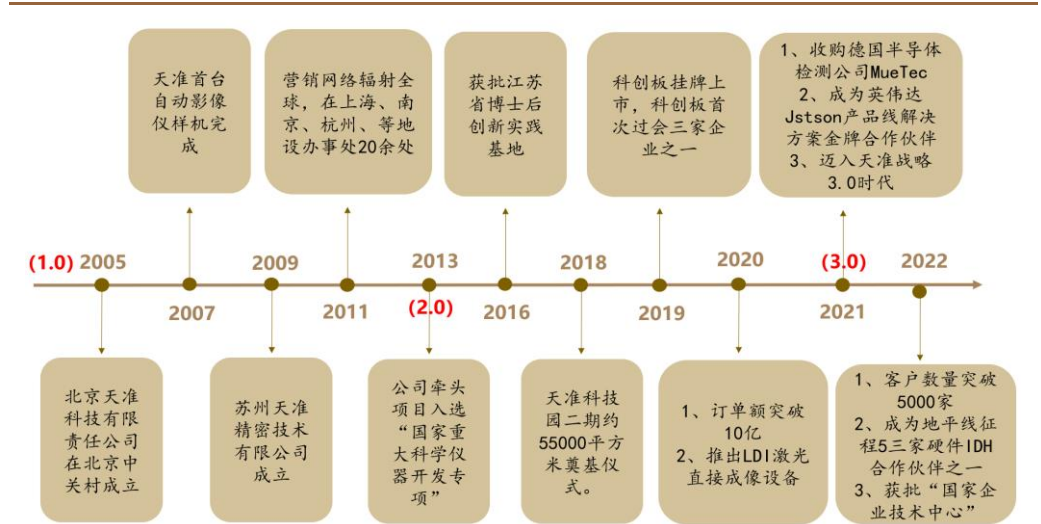 天准首台
自动影像
仪样机完
成
营销网络辐射全
球，在上海、南
京、杭州、等地
设办事处20余处
获批江苏
省博士后
创新实践
基地
科创板挂牌上
市，科创板首
次过会三家企
业之一
1、收购德国半导体
检测公司MueTec
2、成为英伟达
Jstson产品线解决
方案金牌合作伙伴
3、迈入天准战略
3.0时代
(1.0) 2005
2009
2013
2018
2020
(3.0)
2022
2007
2011
(2.0)
2016
2019
2021
北京天准
科技有限
责任公司
在北京中
关村成立
苏州天准
精密技术
有限公司
成立
公司牵头
项目入选
“国家重
大科学仪
器开发专
项”
天准科技
园二期约
55000平方
米奠基仪
式。
1、订单额突破
10亿
2、推出LDI激光
直接成像设备
1、客户数量突破
5000家
2、成为地平线征
程5三家硬件IDH
合作伙伴之一
3、获批“国家企
业技术中心”